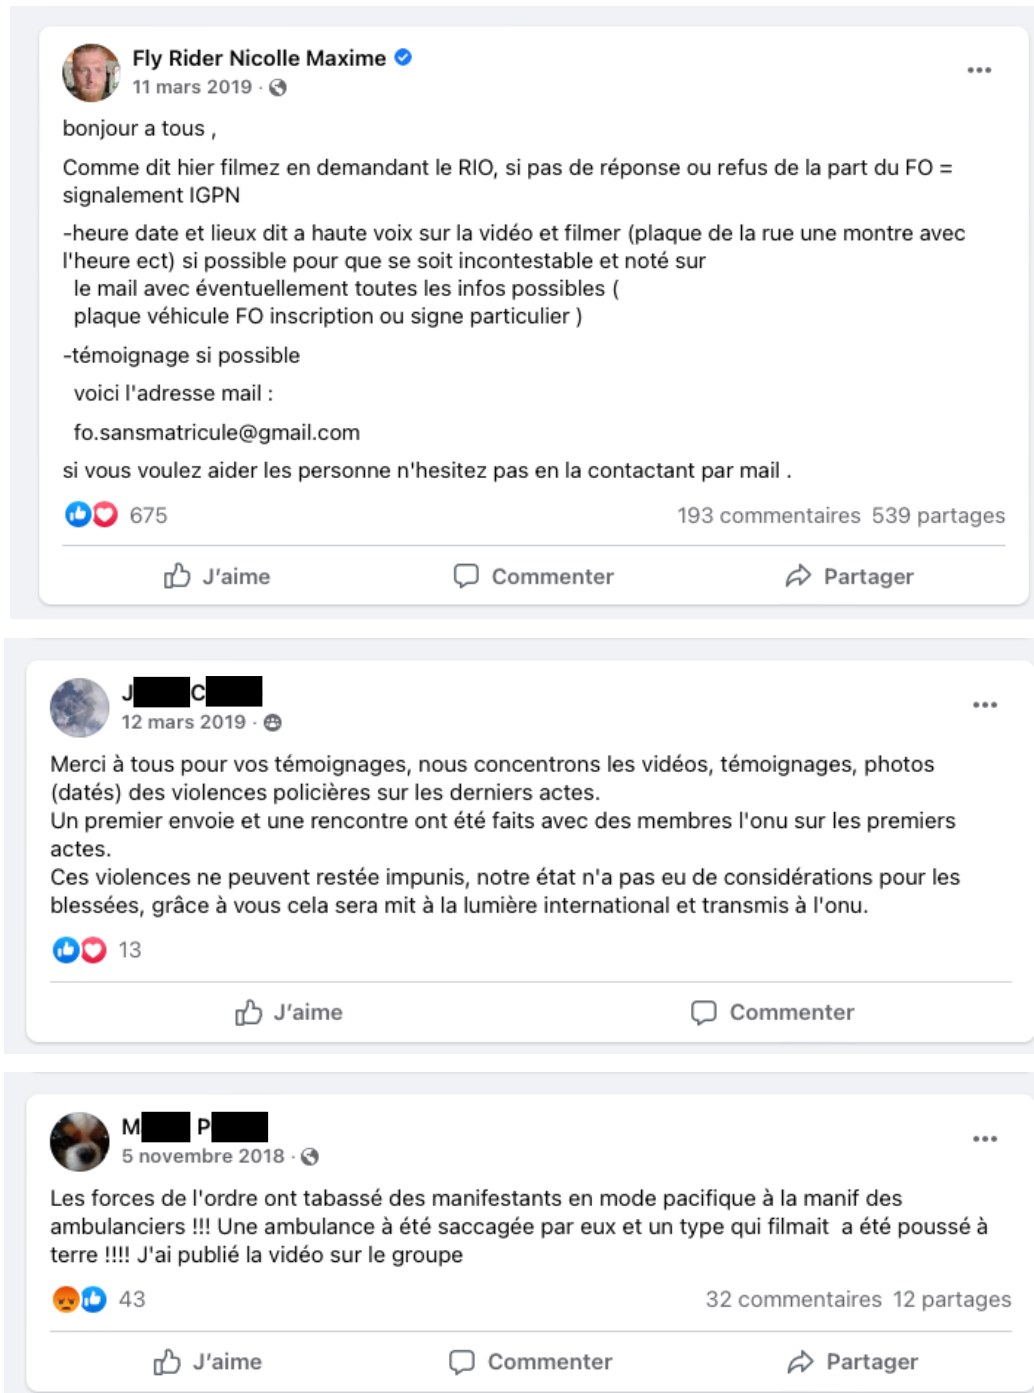 Fly Rider Nicolle Maxime
11 mars 2019 ·
bonjour a tous ,
Comme dit hier filmez en demandant le RIO, si pas de réponse ou refus de la part du FO =
signalement IGPN
-heure date et lieux dit a haute voix sur la vidéo et filmer (plaque de la rue une montre avec
l'heure ect) si possible pour que se soit incontestable et noté sur
le mail avec éventuellement toutes les infos possibles (
plaque véhicule FO inscription ou signe particulier )
-témoignage si possible
voici l'adresse mail :
fo.sansmatricule@gmail.com
si vous voulez aider les personne n'hesitez pas en la contactant par mail .
675 193 commentaires 539 partages
J'aime Commenter Partager
J C
12 mars 2019 ·
Merci à tous pour vos témoignages, nous concentrons les vidéos, témoignages, photos
(datés) des violences policières sur les derniers actes.
Un premier envoie et une rencontre ont été faits avec des membres l'onu sur les premiers
actes.
Ces violences ne peuvent restée impunis, notre état n'a pas eu de considérations pour les
blessées, grâce à vous cela sera mit à la lumière international et transmis à l'onu.
13
J'aime Commenter
M P
5 novembre 2018 ·
Les forces de l'ordre ont tabassé des manifestants en mode pacifique à la manif des
ambulanciers !!! Une ambulance à été saccagée par eux et un type qui filmait a été poussé à
terre !!!! J'ai publié la vidéo sur le groupe
43 32 commentaires 12 partages
J'aime Commenter Partager